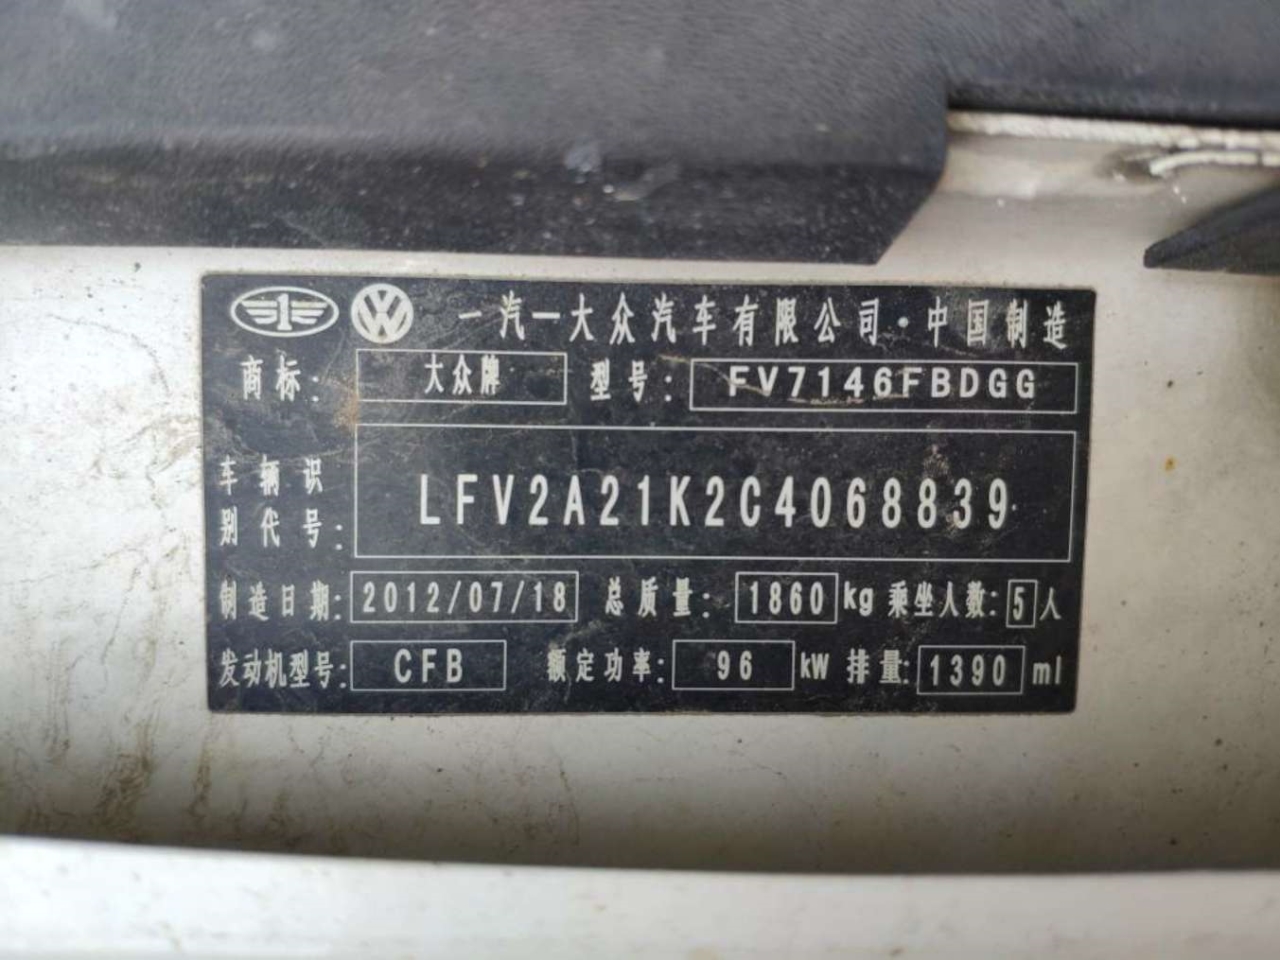 一汽一大众汽车有限公司·中国制造
商标: 大众牌 型号: FV7146FBDGG
车辆识
别代号: LFV2A21K2C4068839
制造日期: 2012/07/18 总质量: 1860 kg 乘坐人数: 5 人
发动机型号: CFB 额定功率: 96 kW 排量: 1390 ml